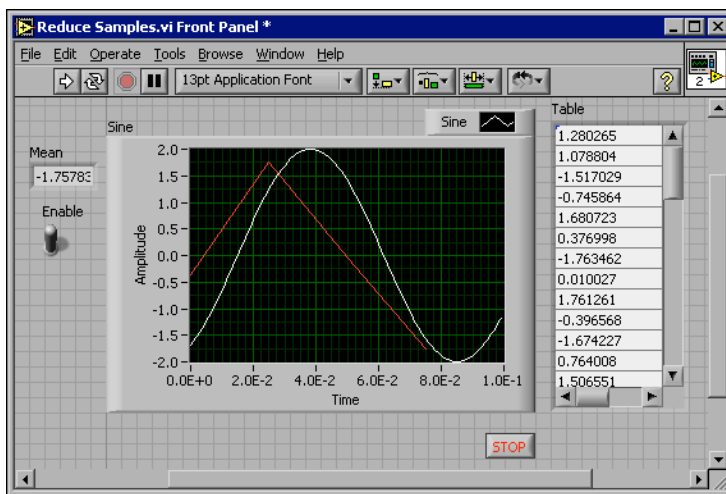 Reduce Samples.vi Front Panel *
File Edit Operate Tools Browse Window Help
13pt Application Font
2
Sine
Sine
Table
Mean
-1.75783
Enable
Amplitude
2.0
1.5
1.0
0.5
0.0
-0.5
-1.0
-1.5
-2.0
0.0E+0 2.0E-2 4.0E-2 6.0E-2 8.0E-2 1.0E-1
Time
1.280265
1.078804
-1.517029
-0.745864
1.680723
0.376998
-1.763462
0.010027
1.761261
-0.396568
-1.674227
0.764008
1.506551
STOP